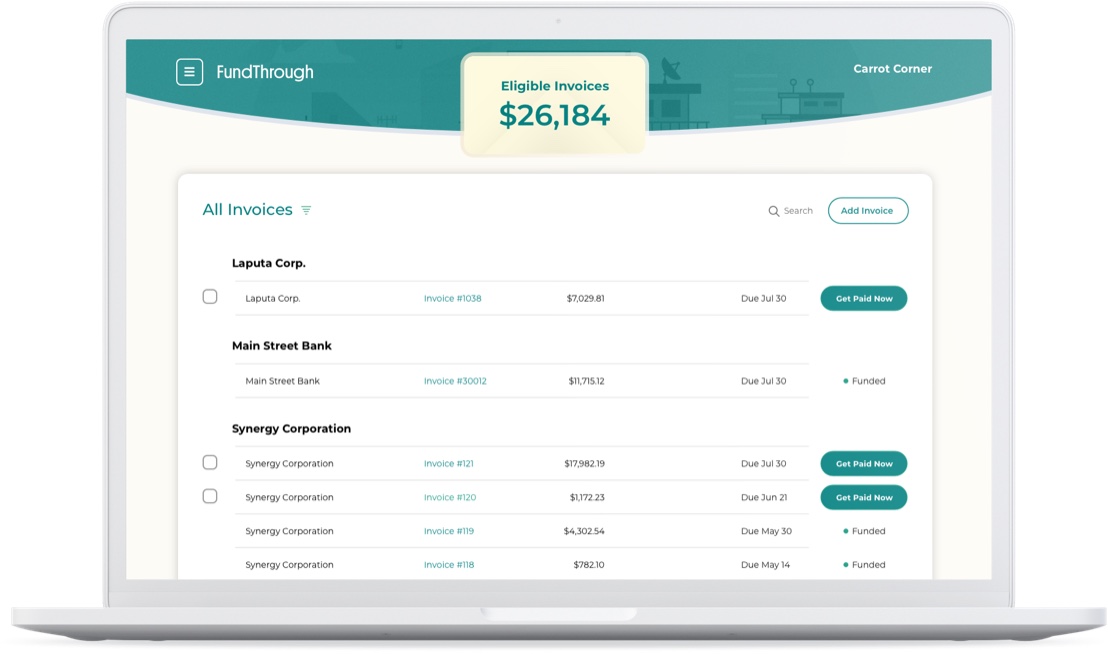 FundThrough
Eligible Invoices
$26,184
Carrot Corner
All Invoices
Search
Add Invoice
Laputa Corp.
Laputa Corp. Invoice #1038 $7,029.81 Due Jul 30 Get Paid Now
Main Street Bank
Main Street Bank Invoice #30012 $11,715.12 Due Jul 30 Funded
Synergy Corporation
Synergy Corporation Invoice #121 $17,982.19 Due Jul 30 Get Paid Now
Synergy Corporation Invoice #120 $1,172.23 Due Jun 21 Get Paid Now
Synergy Corporation Invoice #119 $4,302.54 Due May 30 Funded
Synergy Corporation Invoice #118 $782.10 Due May 14 Funded